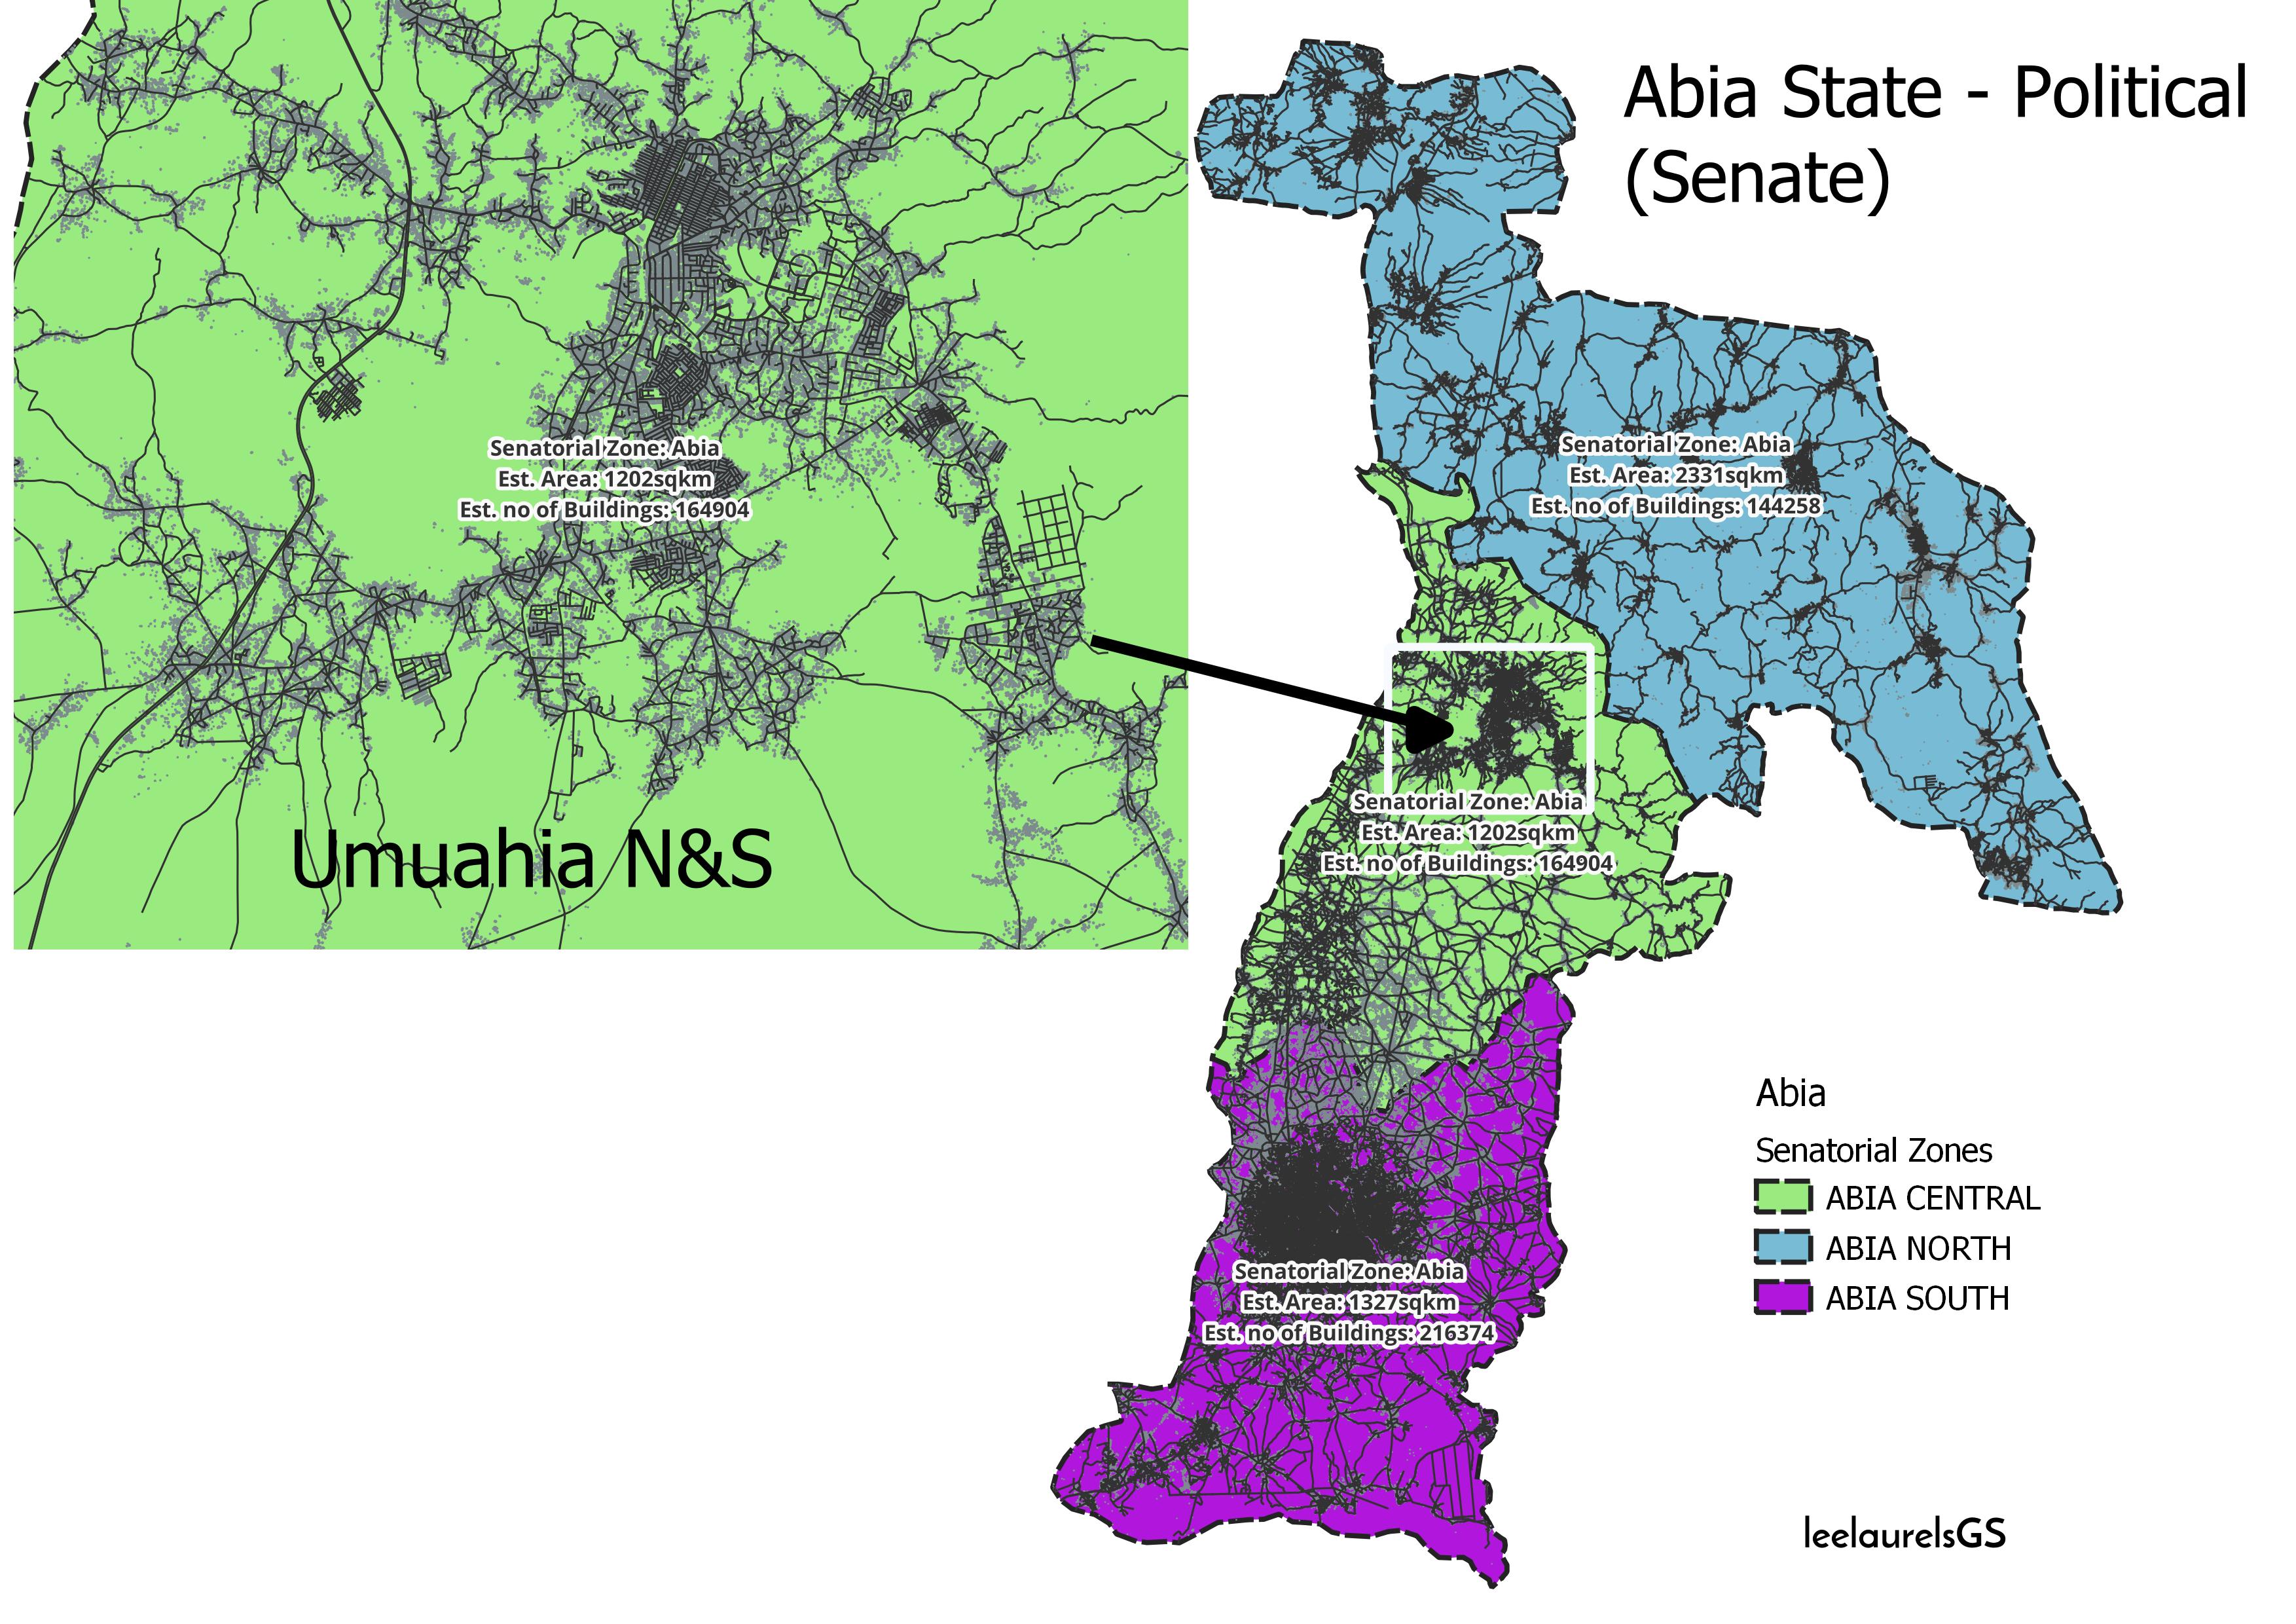 Abia State - Political
(Senate)
Senatorial Zone: Abia
Est. Area: 1202sqkm
Est. no of Buildings: 164904
Umuahia N&S
Senatorial Zone: Abia
Est. Area: 2331sqkm
Est. no of Buildings: 144258
Senatorial Zone: Abia
Est. Area: 1202sqkm
Est. no of Buildings: 164904
Senatorial Zone: Abia
Est. Area: 1327sqkm
Est. no of Buildings: 216374
Abia
Senatorial Zones
ABIA CENTRAL
ABIA NORTH
ABIA SOUTH
leelaurelsGS